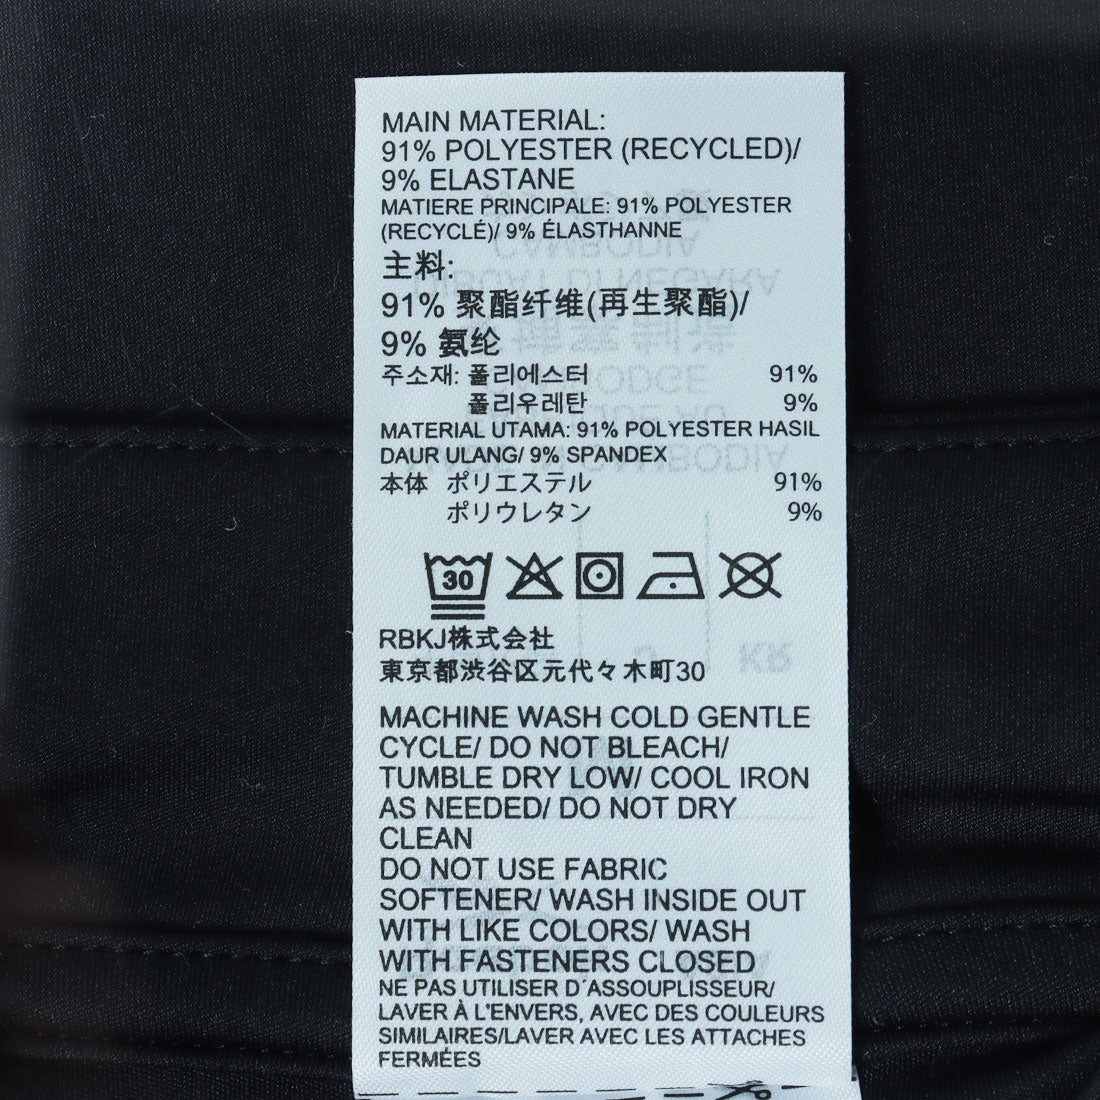 MAIN MATERIAL:
91% POLYESTER (RECYCLED)/
9% ELASTANE
MATIERE PRINCIPALE: 91% POLYESTER
(RECYCLÉ)/ 9% ÉLASTHANNE
主料:
91% 聚酯纤维(再生聚酯)/
9% 氨纶
주소재: 폴리에스터 91%
폴리우레탄 9%
MATERIAL UTAMA: 91% POLYESTER HASIL
DAUR ULANG/ 9% SPANDEX
本体 ポリエステル 91%
ポリウレタン 9%
30
RBKJ株式会社
東京都渋谷区元代々木町30
MACHINE WASH COLD GENTLE
CYCLE/ DO NOT BLEACH/
TUMBLE DRY LOW/ COOL IRON
AS NEEDED/ DO NOT DRY
CLEAN
DO NOT USE FABRIC
SOFTENER/ WASH INSIDE OUT
WITH LIKE COLORS/ WASH
WITH FASTENERS CLOSED
NE PAS UTILISER D´ASSOUPLISSEUR/
LAVER À L'ENVERS, AVEC DES COULEURS
SIMILAIRES/LAVER AVEC LES ATTACHES
FERMÉES